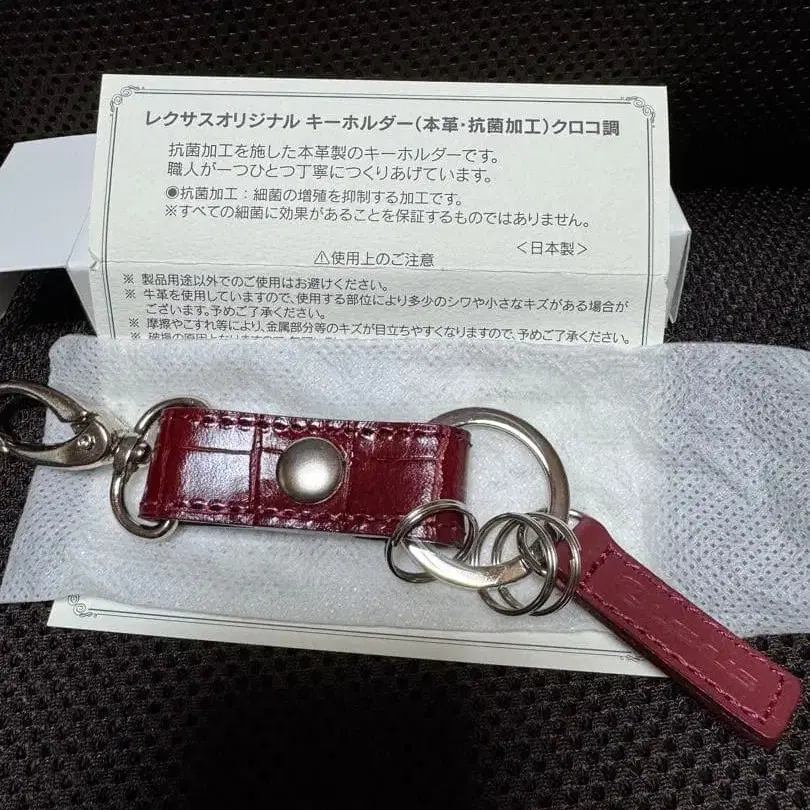 レクサスオリジナル キーホルダー(本革・抗菌加工)クロコ調
抗菌加工を施した本革製のキーホルダーです。
職人が一つひとつ丁寧につくりあげています。
◉抗菌加工：細菌の増殖を抑制する加工です。
※すべての細菌に効果があることを保証するものではありません。
＜日本製＞
⚠使用上のご注意
※ 製品用途以外でのご使用はお避けください。
※ 牛革を使用していますので、使用する部位により多少のシワや小さなキズがある場合が
ございます。予めご了承ください。
※ 摩擦やこすれ等により、金属部分等のキズが目立ちやすくなりますので、予めご了承ください。